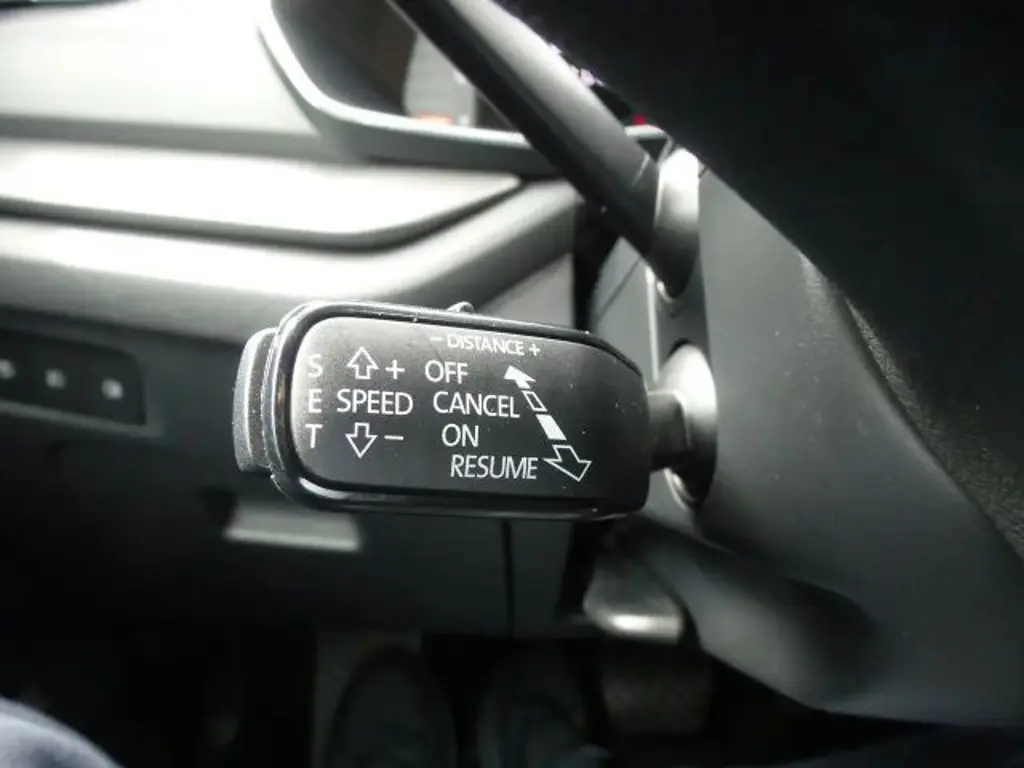 - DISTANCE +
S + OFF
E SPEED CANCEL
T - ON
RESUME